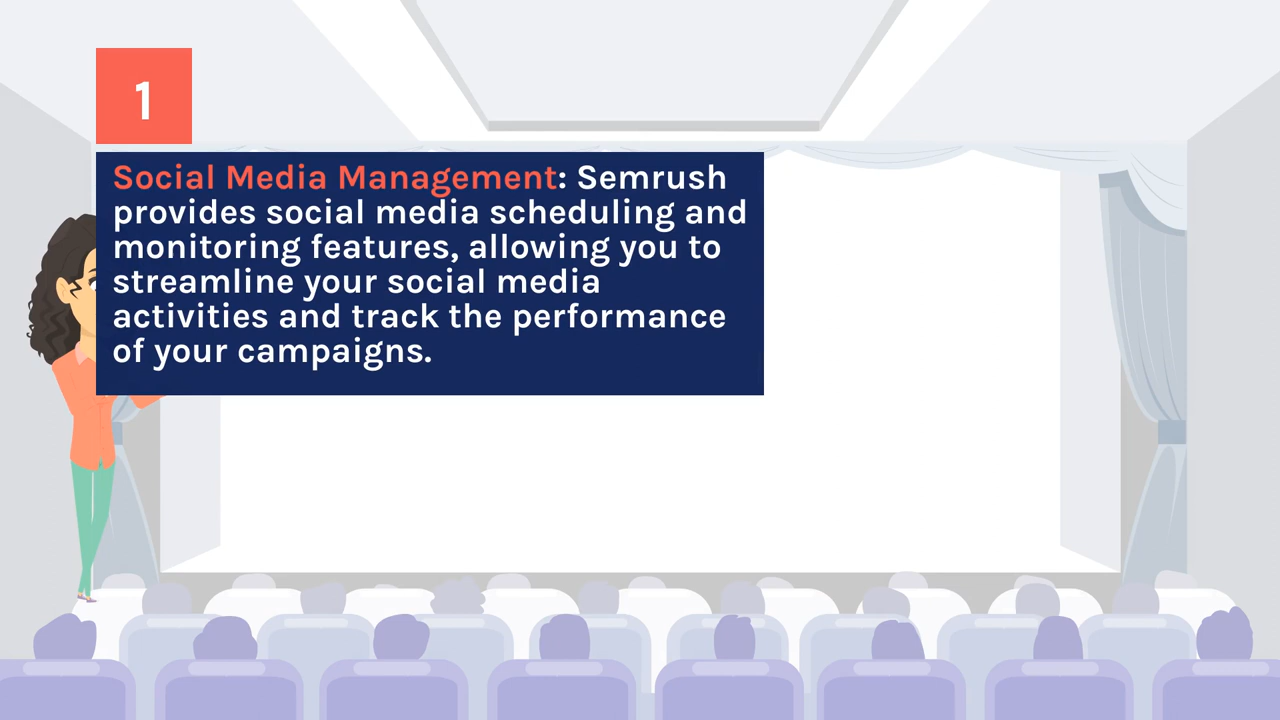 1
Social Media Management: Semrush
provides social media scheduling and
monitoring features, allowing you to
streamline your social media
activities and track the performance
of your campaigns.